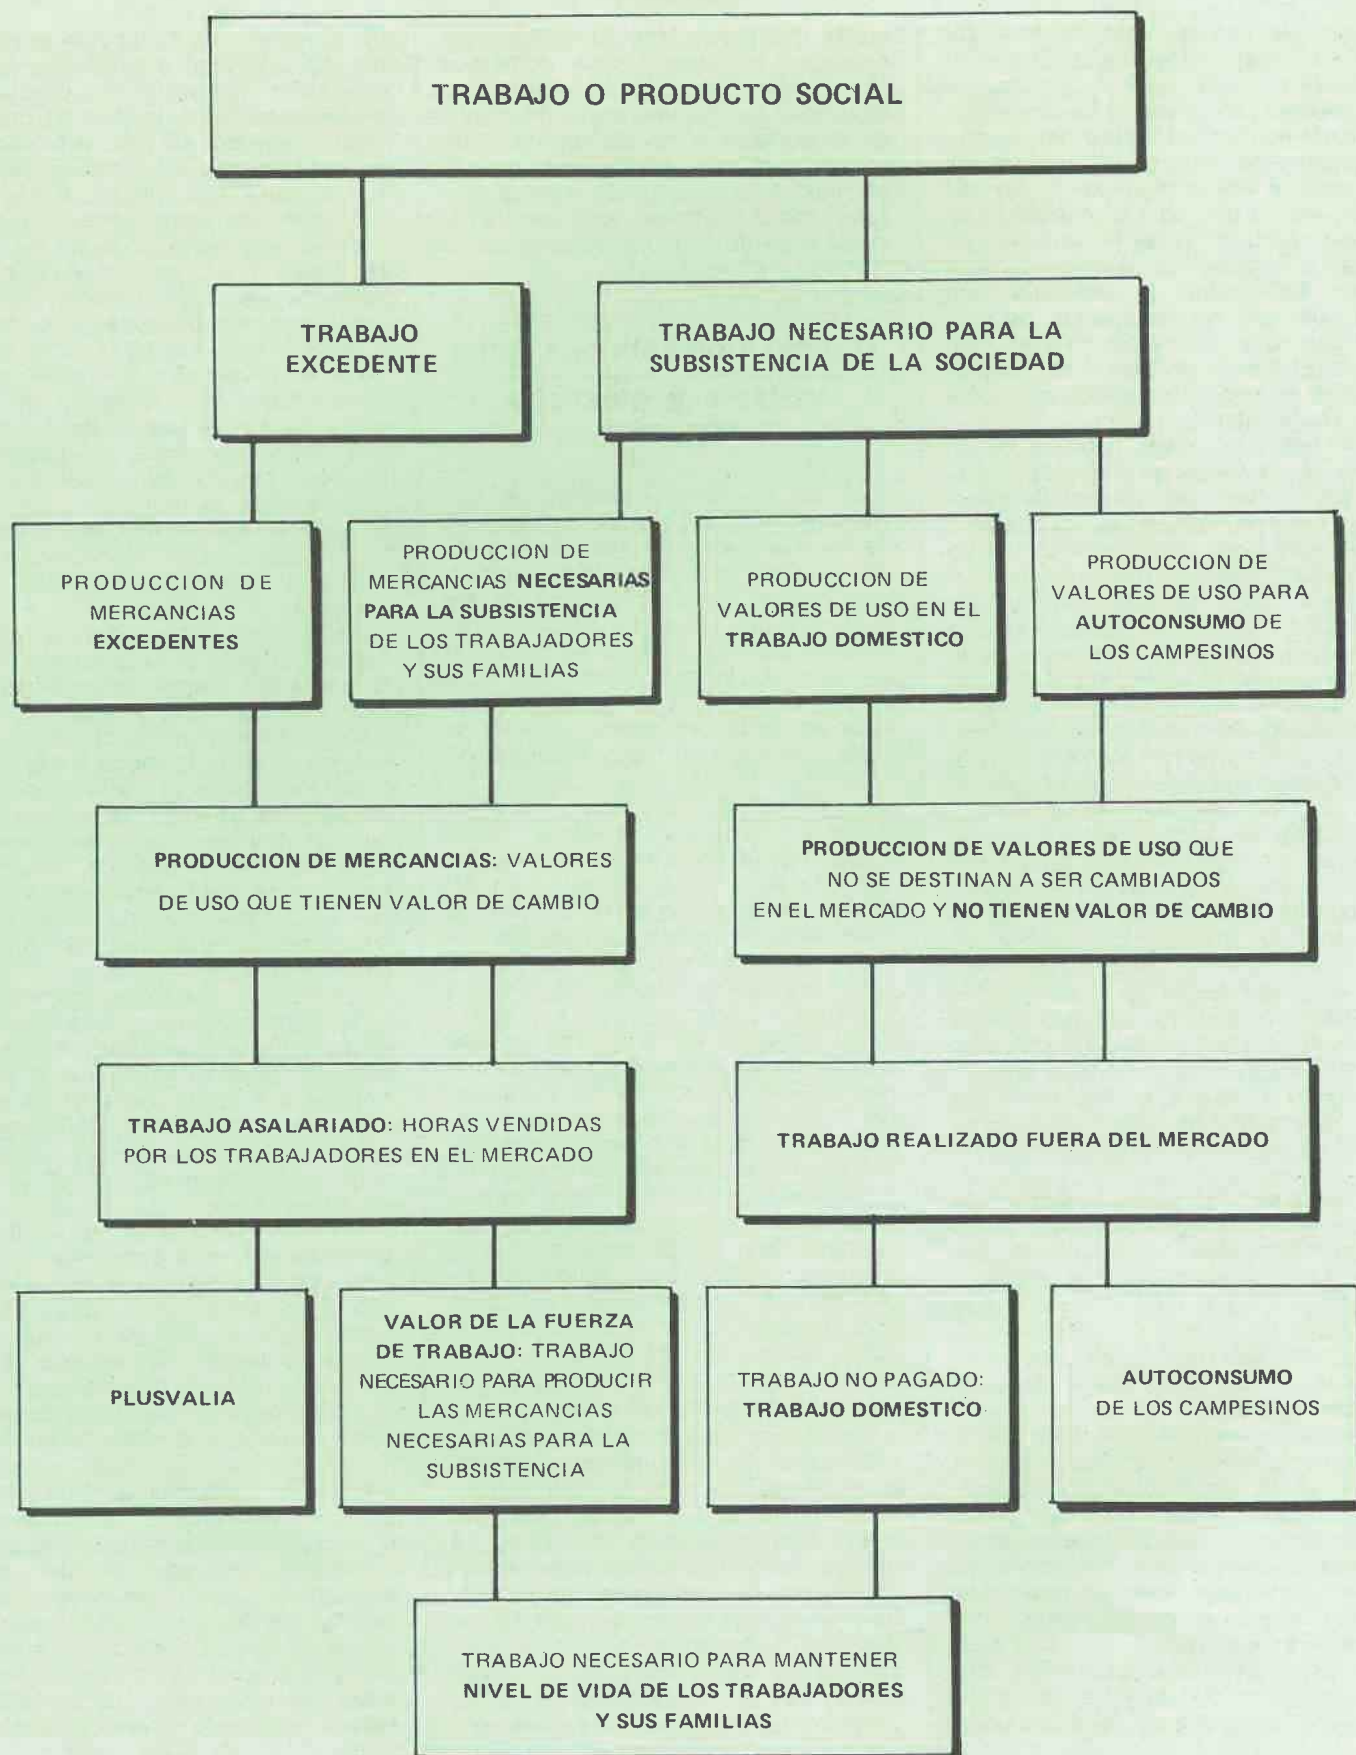 TRABAJO O PRODUCTO SOCIAL
TRABAJO
EXCEDENTE
TRABAJO NECESARIO PARA LA
SUBSISTENCIA DE LA SOCIEDAD
PRODUCCION DE
MERCANCIAS
EXCEDENTES
PRODUCCION DE
MERCANCIAS NECESARIAS
PARA LA SUBSISTENCIA
DE LOS TRABAJADORES
Y SUS FAMILIAS
PRODUCCION DE
VALORES DE USO EN EL
TRABAJO DOMESTICO
PRODUCCION DE
VALORES DE USO PARA
AUTOCONSUMO DE
LOS CAMPESINOS
PRODUCCION DE MERCANCIAS: VALORES
DE USO QUE TIENEN VALOR DE CAMBIO
PRODUCCION DE VALORES DE USO QUE
NO SE DESTINAN A SER CAMBIADOS
EN EL MERCADO Y NO TIENEN VALOR DE CAMBIO
TRABAJO ASALARIADO: HORAS VENDIDAS
POR LOS TRABAJADORES EN EL MERCADO
TRABAJO REALIZADO FUERA DEL MERCADO
PLUSVALIA
VALOR DE LA FUERZA
DE TRABAJO: TRABAJO
NECESARIO PARA PRODUCIR
LAS MERCANCIAS
NECESARIAS PARA LA
SUBSISTENCIA
TRABAJO NO PAGADO:
TRABAJO DOMESTICO
AUTOCONSUMO
DE LOS CAMPESINOS
TRABAJO NECESARIO PARA MANTENER
NIVEL DE VIDA DE LOS TRABAJADORES
Y SUS FAMILIAS